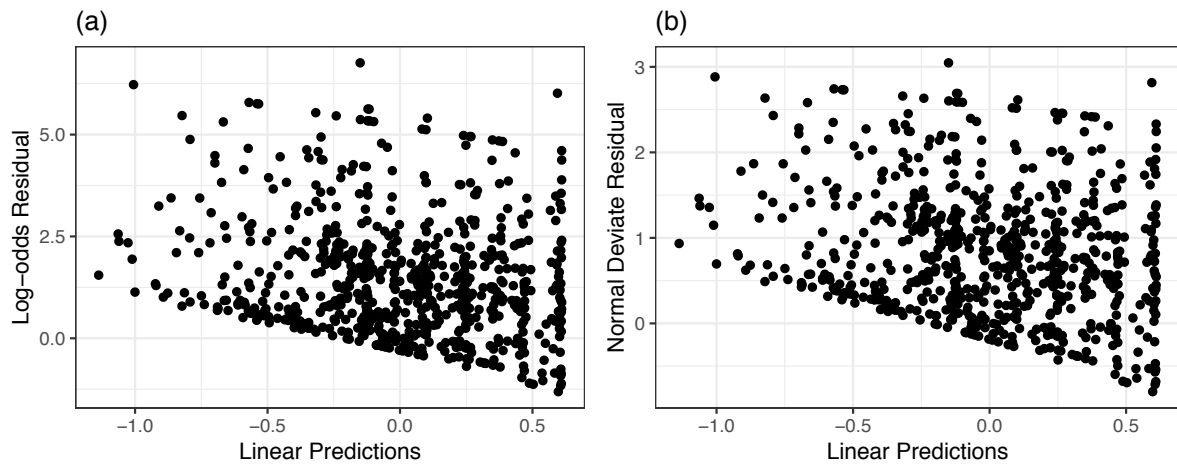 (a)
Log−odds Residual
5.0
2.5
0.0
−1.0
−0.5
0.0
0.5
Linear Predictions
(b)
Normal Deviate Residual
3
2
1
0
−1.0
−0.5
0.0
0.5
Linear Predictions